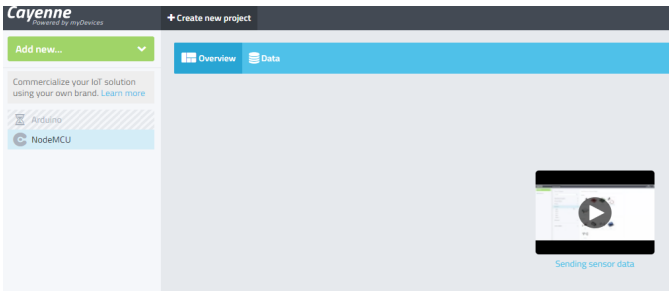 Cayenne
Powered by myDevices
+ Create new project
Add new...
Overview
Data
Commercialize your IoT solution
using your own brand. Learn more
Arduino
NodeMCU
Sending sensor data